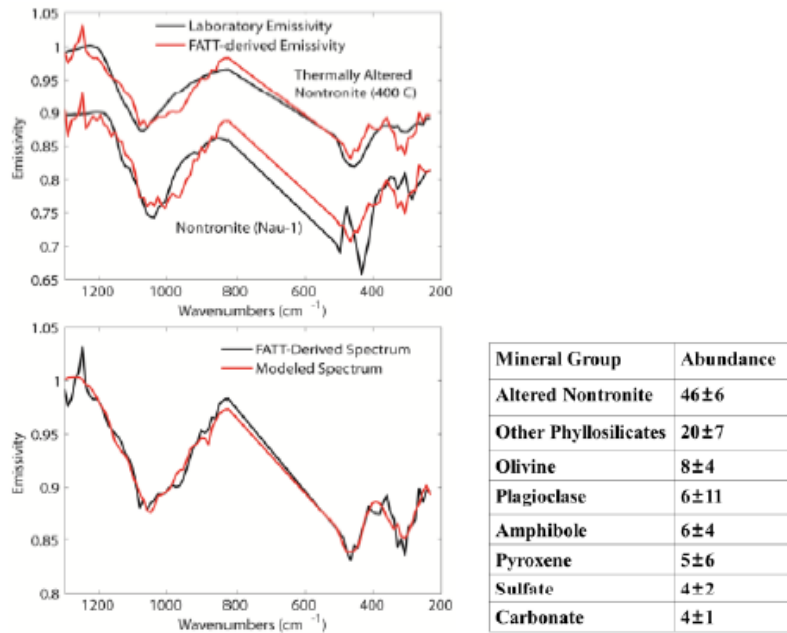 1.05
1
0.95
0.9
0.85
0.8
0.75
0.7
0.65
Emissivity
Laboratory Emissivity
FATT-derived Emissivity
Thermally Altered
Nontronite (400 C)
Nontronite (Nau-1)
1200 1000 800 600 400 200
Wavenumbers (cm⁻¹)
1.05
1
0.95
0.9
0.85
0.8
Emissivity
FATT-Derived Spectrum
Modeled Spectrum
1200 1000 800 600 400 200
Wavenumbers (cm⁻¹)
Mineral Group Abundance
Altered Nontronite 46±6
Other Phyllosilicates 20±7
Olivine 8±4
Plagioclase 6±11
Amphibole 6±4
Pyroxene 5±6
Sulfate 4±2
Carbonate 4±1